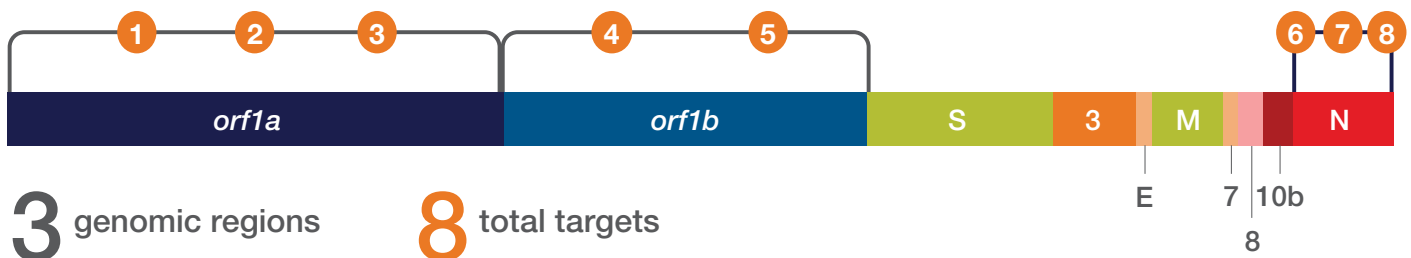 1 2 3 4 5 6 7 8
orf1a orf1b S 3 M N
E 7 10b
8
3 genomic regions 8 total targets